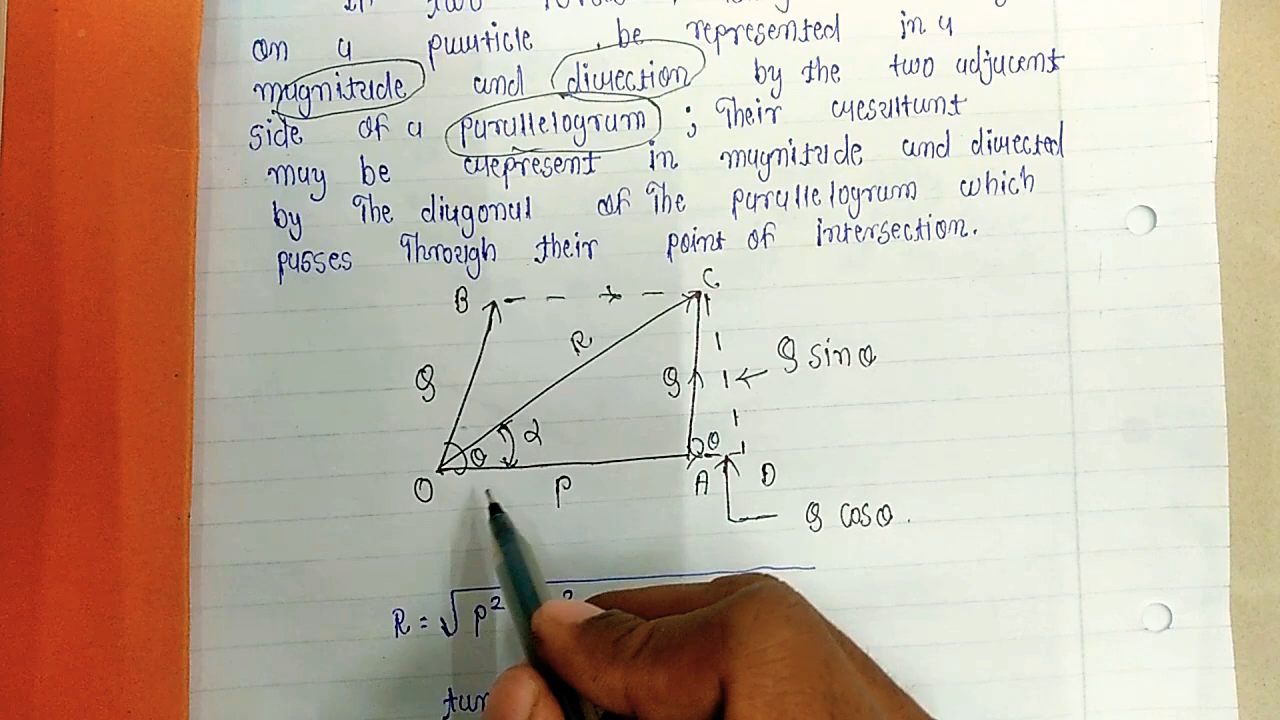 two
on a particle be represented in a
magnitude and direction by the two adjacent
side of a parallelogram ; Their resultant
may be represent in magnitude and directed
by The diagonal of The parallelogram which
passes Through their point of intersection.
B C
R
Q Q Q sinθ
α θ
θ
O P A D
Q cosθ.
R = √p²
tan